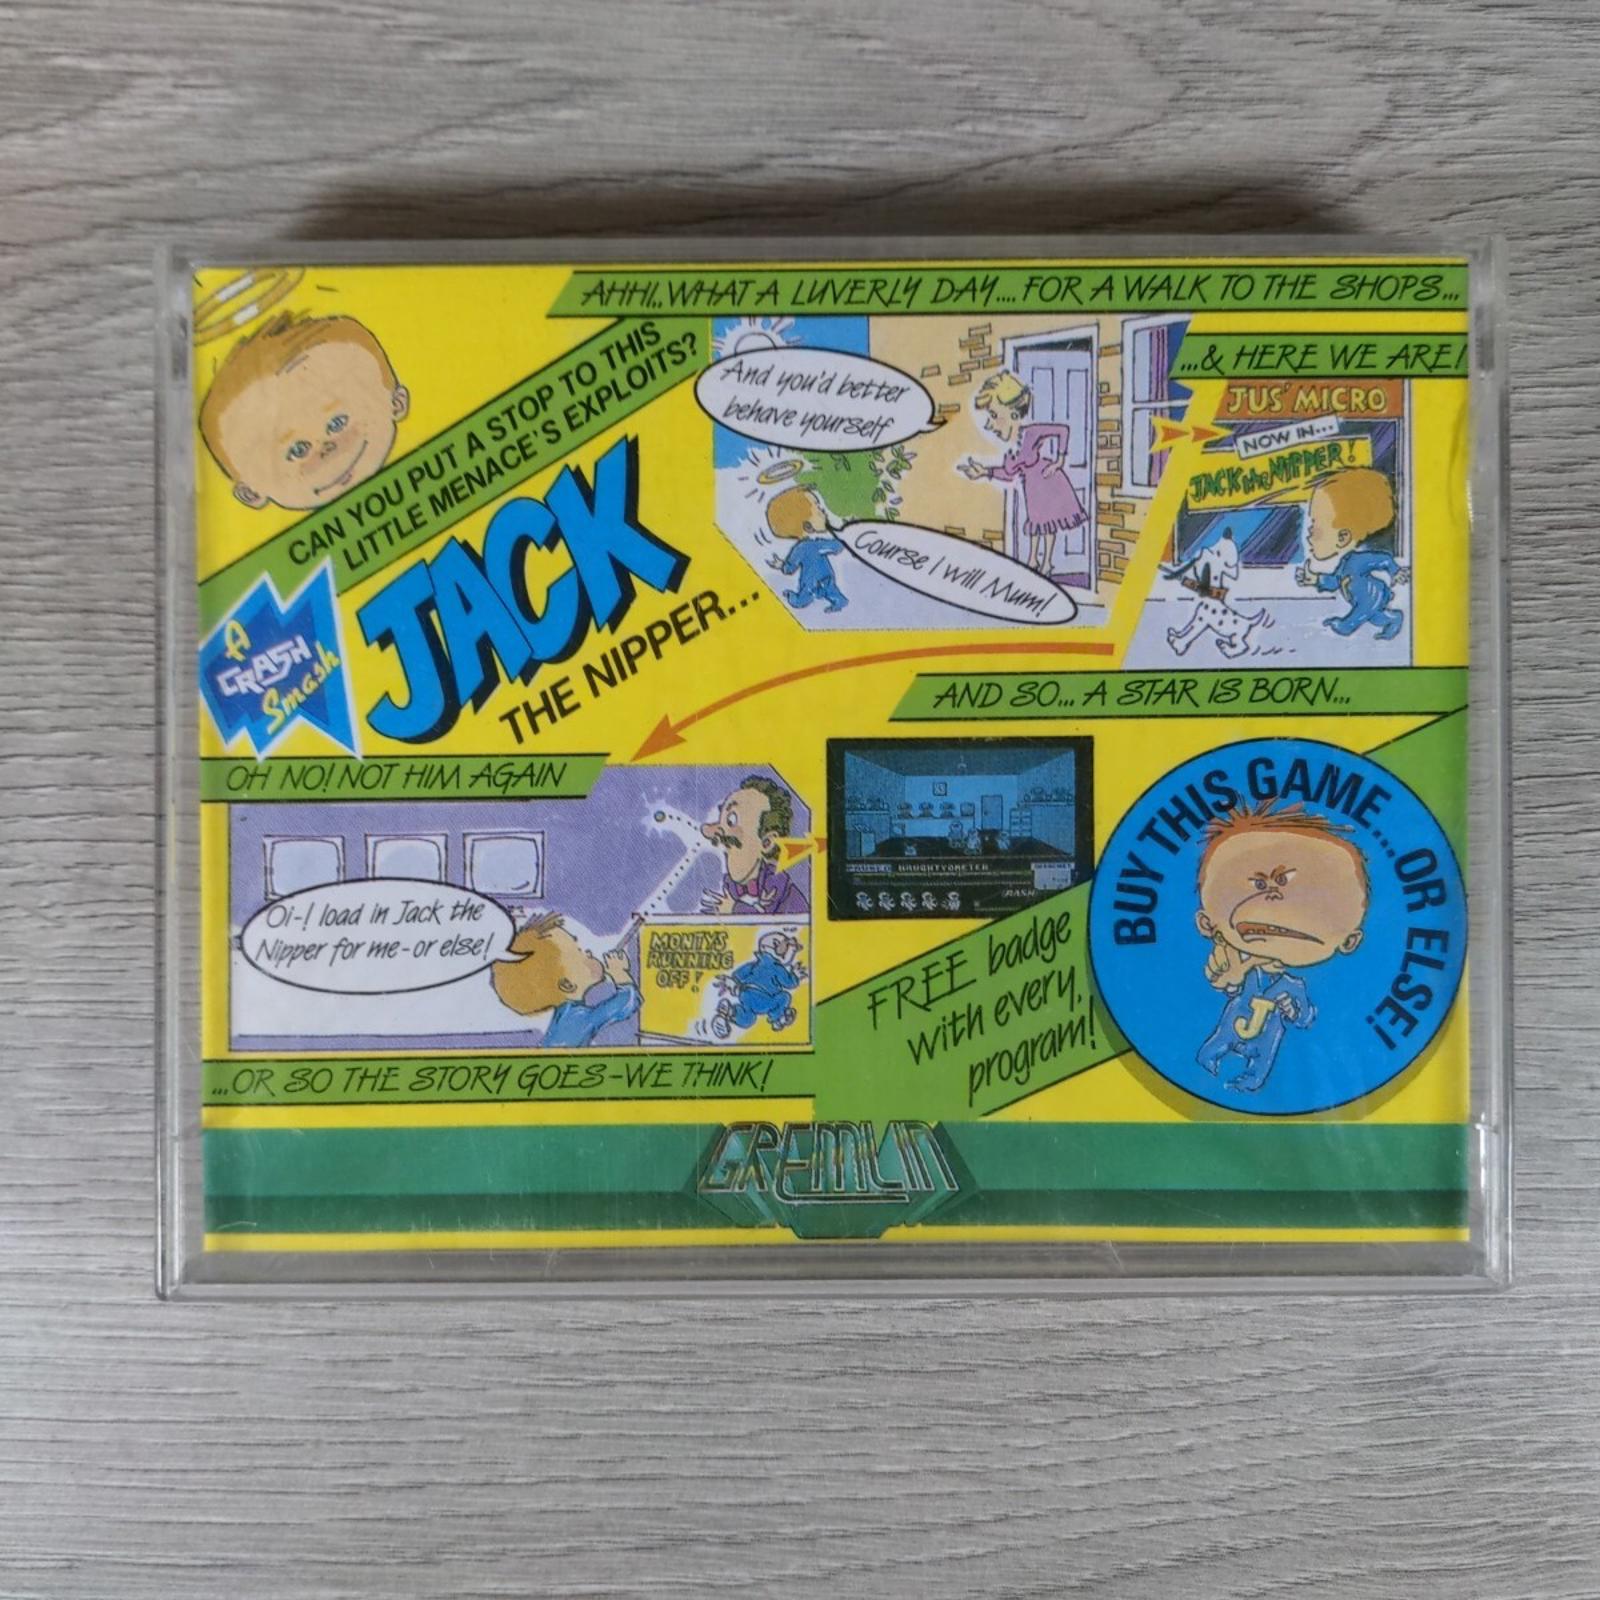 AHH!..WHAT A LUVERLY DAY.... FOR A WALK TO THE SHOPS...
CAN YOU PUT A STOP TO THIS
LITTLE MENACE'S EXPLOITS?
And you'd better
behave yourself
Course I will Mum!
...& HERE WE ARE!
JUS' MICRO
NOW IN...
JACK the NIPPER!
A
CRASH
Smash
JACK
THE NIPPER...
AND SO... A STAR IS BORN...
OH NO! NOT HIM AGAIN
Oi-! load in Jack the
Nipper for me-or else!
MONTYS
RUNNING
OFF!
NAUGHTYOMETER
BUY THIS GAME...OR ELSE!
J
FREE badge
with every
program!
...OR SO THE STORY GOES-WE THINK!
GREMLIN